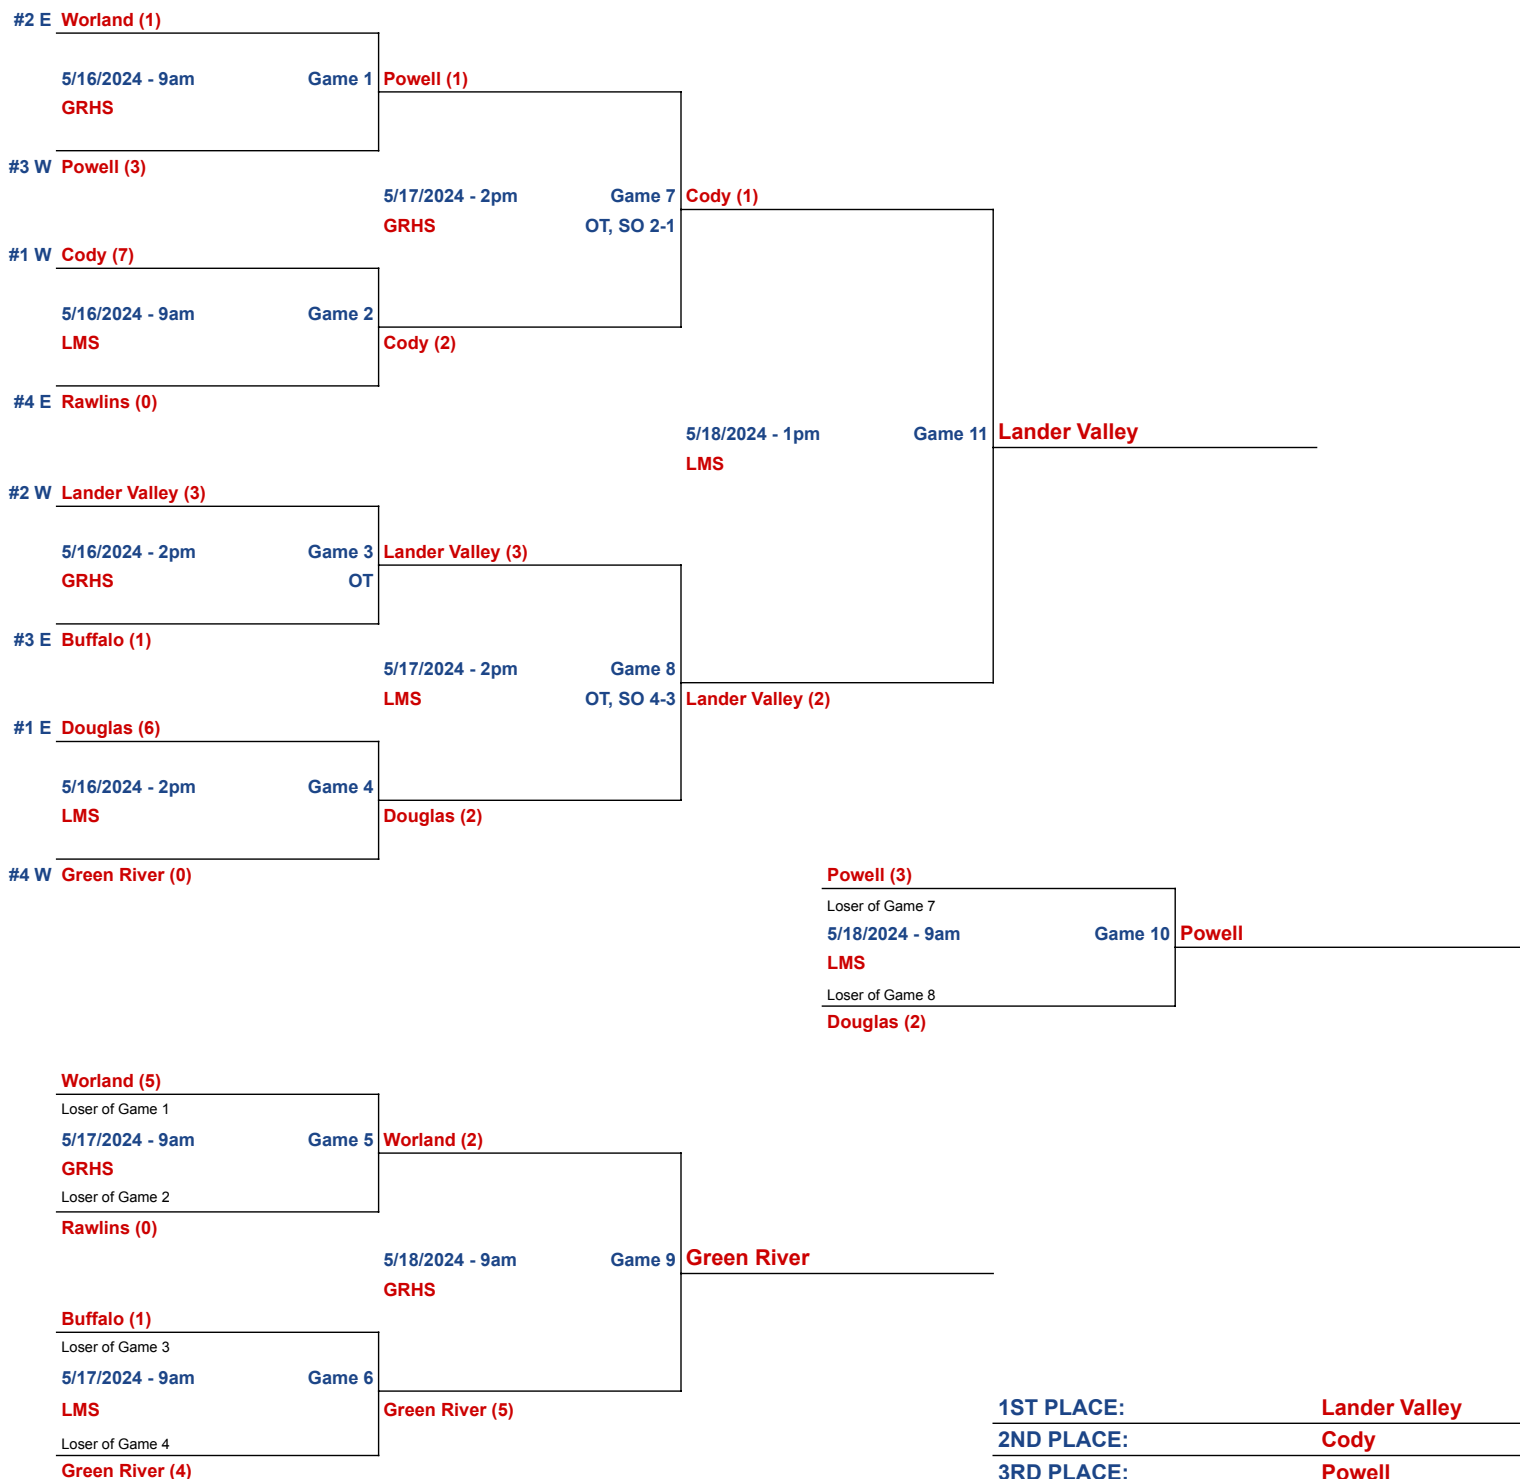 #2 E Worland (1)
5/16/2024 - 9am Game 1 Powell (1)
GRHS
#3 W Powell (3)
5/17/2024 - 2pm Game 7 Cody (1)
GRHS OT, SO 2-1
#1 W Cody (7)
5/16/2024 - 9am Game 2
LMS Cody (2)
#4 E Rawlins (0)
5/18/2024 - 1pm Game 11 Lander Valley
LMS
#2 W Lander Valley (3)
5/16/2024 - 2pm Game 3 Lander Valley (3)
GRHS OT
#3 E Buffalo (1)
5/17/2024 - 2pm Game 8
LMS OT, SO 4-3 Lander Valley (2)
#1 E Douglas (6)
5/16/2024 - 2pm Game 4
LMS Douglas (2)
#4 W Green River (0) Powell (3)
Loser of Game 7
5/18/2024 - 9am Game 10 Powell
LMS
Loser of Game 8
Douglas (2)
Worland (5)
Loser of Game 1
5/17/2024 - 9am Game 5 Worland (2)
GRHS
Loser of Game 2
Rawlins (0)
5/18/2024 - 9am Game 9 Green River
GRHS
Buffalo (1)
Loser of Game 3
5/17/2024 - 9am Game 6
LMS Green River (5) 1ST PLACE: Lander Valley
Loser of Game 4 2ND PLACE: Cody
Green River (4) 3RD PLACE: Powell